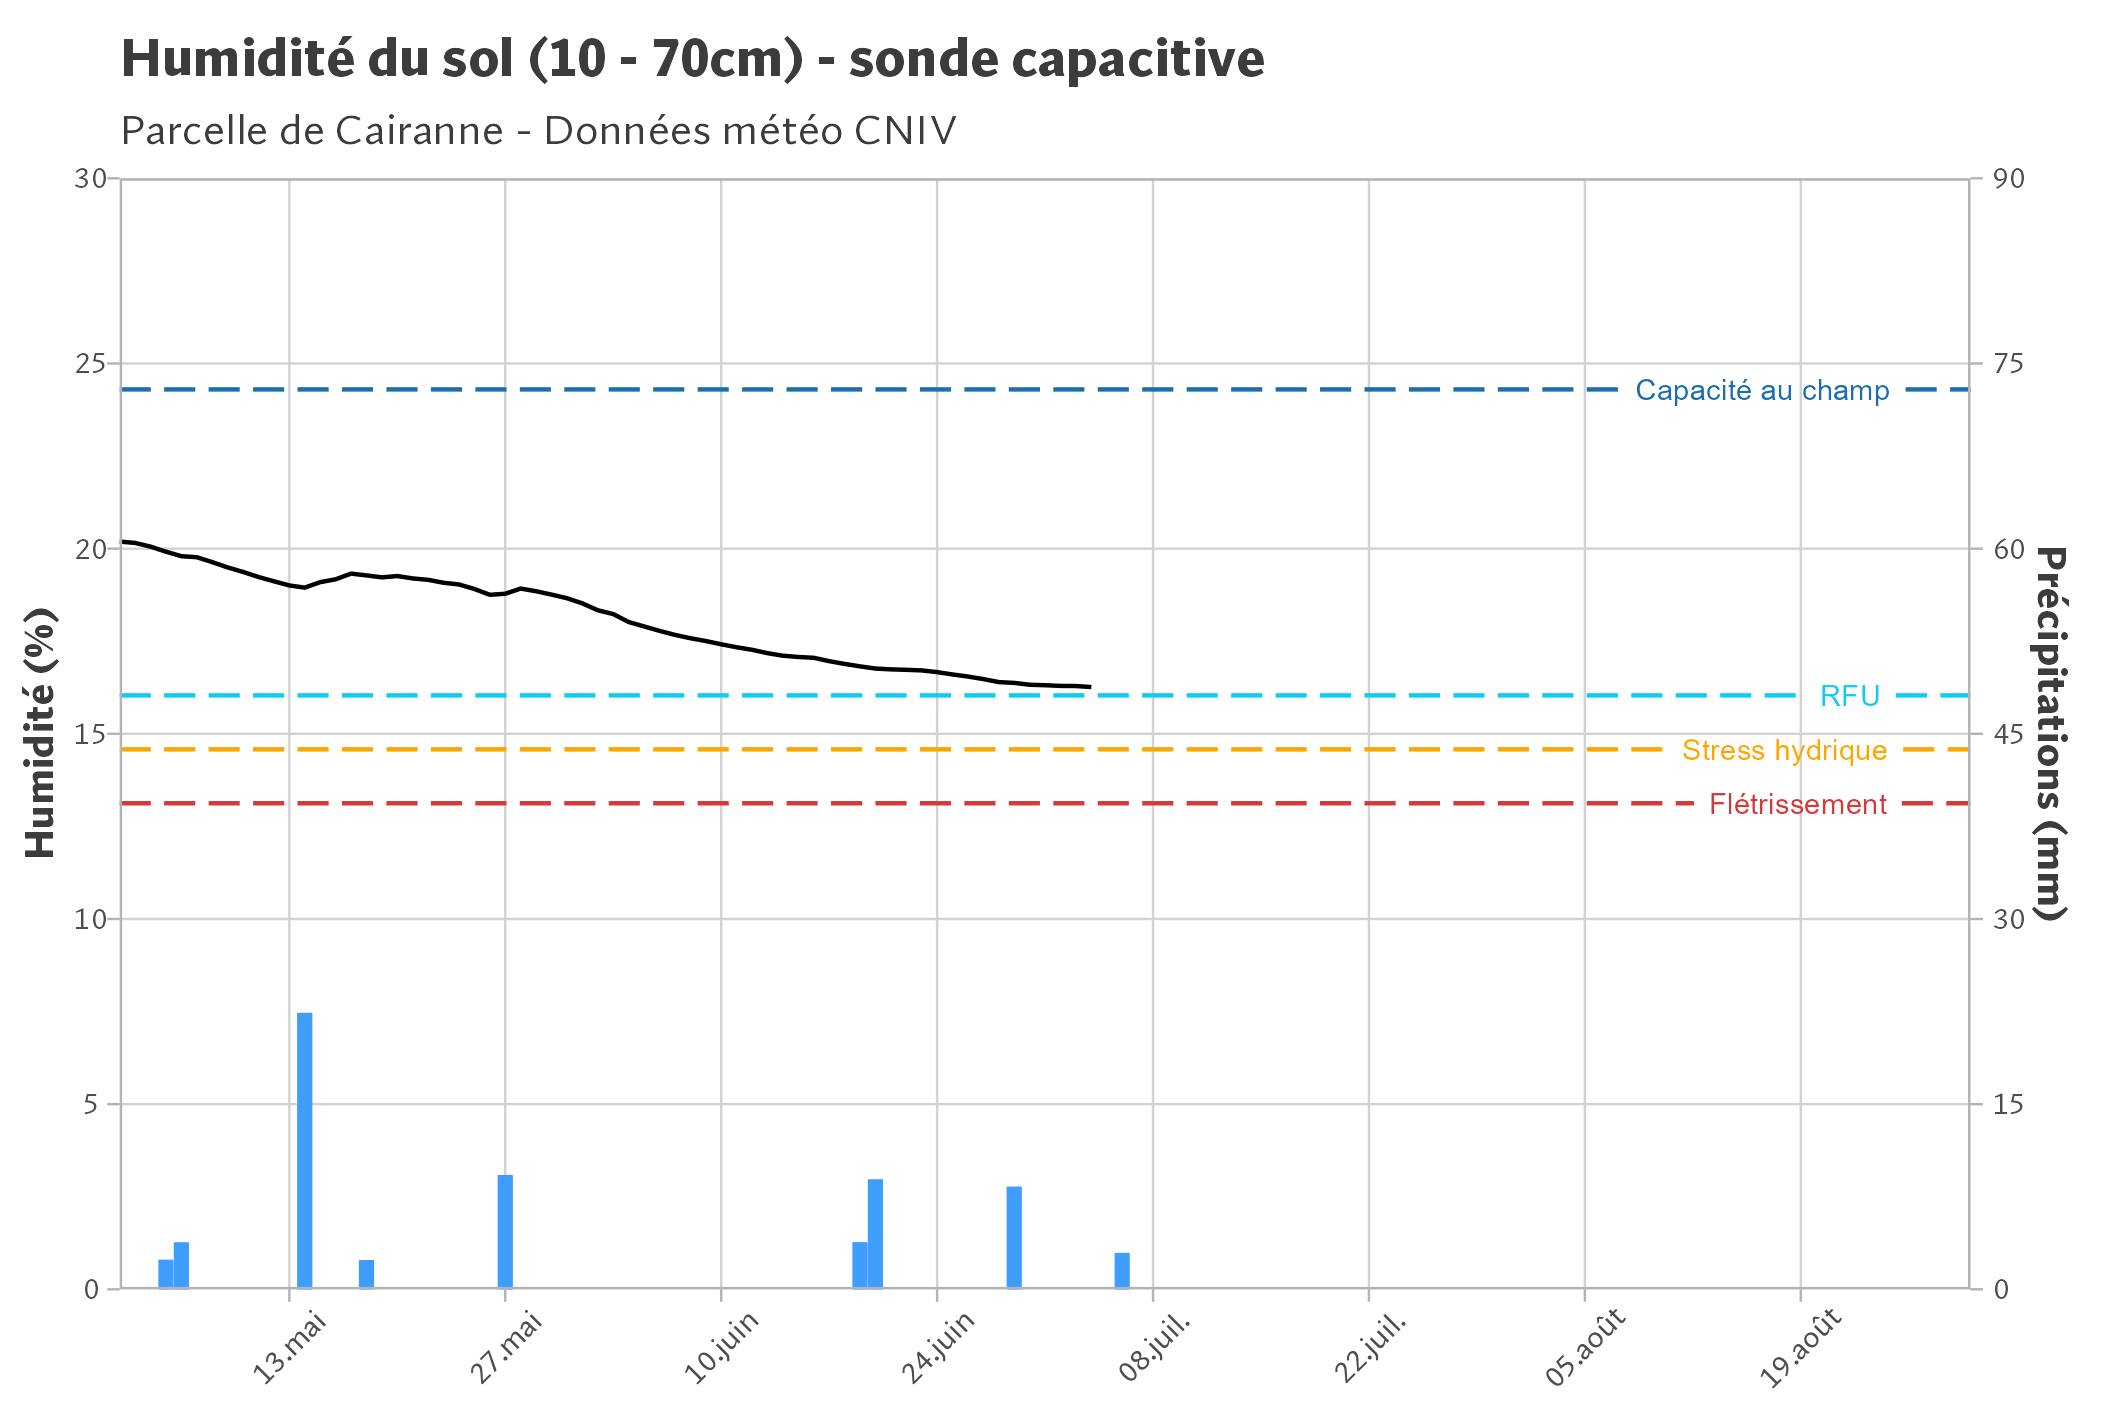 Humidité du sol (10 - 70cm) - sonde capacitive
Parcelle de Cairanne - Données météo CNIV
30
25
20
15
10
5
0
Humidité (%)
90
75
60
45
30
15
0
Précipitations (mm)
Capacité au champ
RFU
Stress hydrique
Flétrissement
13.mai
27.mai
10.juin
24.juin
08.juil.
22.juil.
05.août
19.août